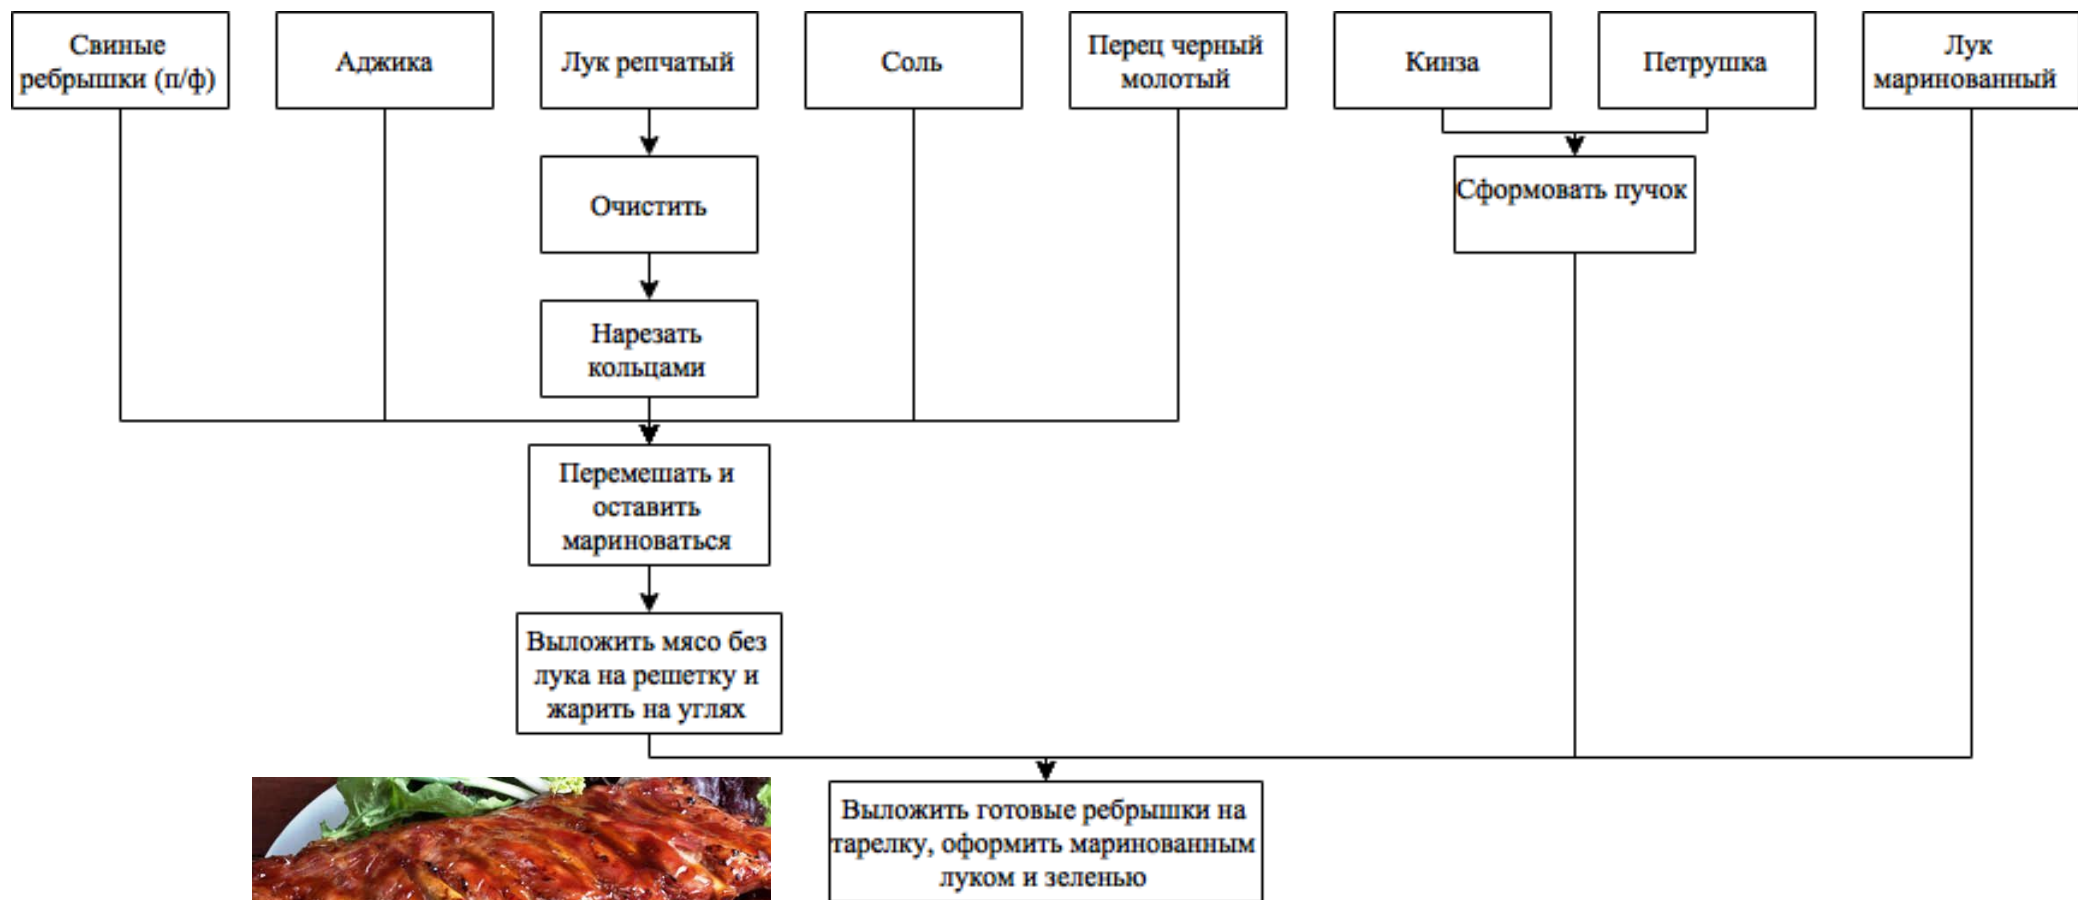 Свиные
ребрышки (п/ф)
Аджика
Лук репчатый
Соль
Перец черный
молотый
Кинза
Петрушка
Лук
маринованный
Очистить
Сформовать пучок
Нарезать
кольцами
Перемешать и
оставить
мариноваться
Выложить мясо без
лука на решетку и
жарить на углях
Выложить готовые ребрышки на
тарелку, оформить маринованным
луком и зеленью